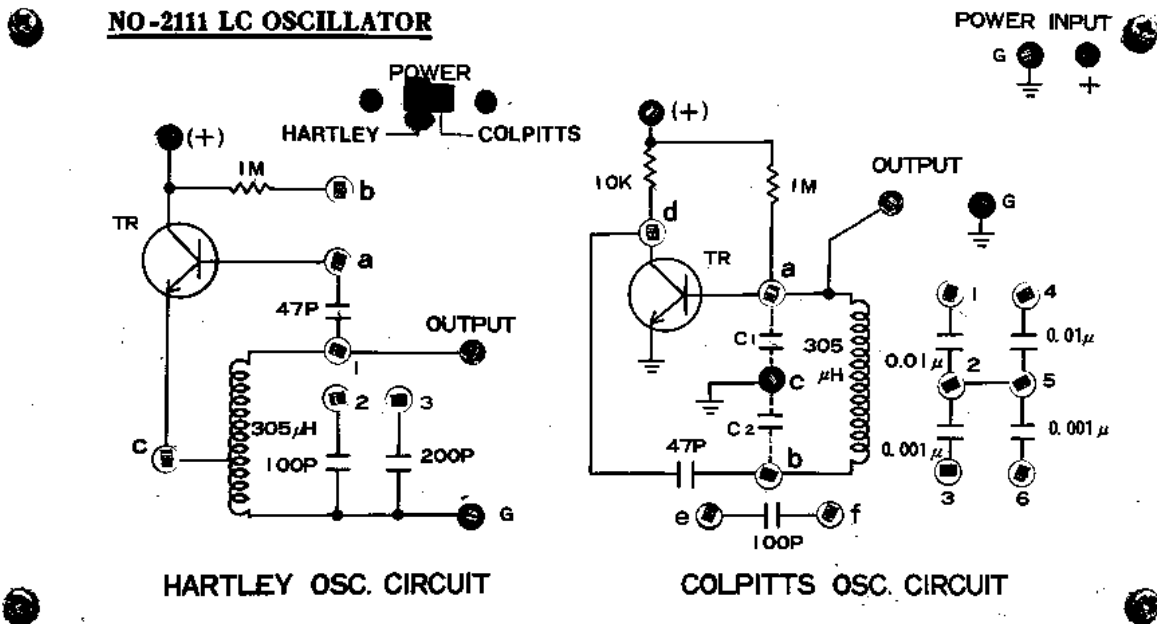 NO-2111 LC OSCILLATOR
POWER INPUT
G
+
POWER
HARTLEY
COLPITTS
(+)
1M
b
TR
a
47P
OUTPUT
1
2
3
305μH
C
100P
200P
G
HARTLEY OSC. CIRCUIT
(+)
10K
1M
d
TR
a
OUTPUT
G
C1
305
μH
C
C2
47P
b
e
f
100P
1
4
0.01μ
0.01μ
2
5
0.001μ
0.001μ
3
6
COLPITTS OSC. CIRCUIT